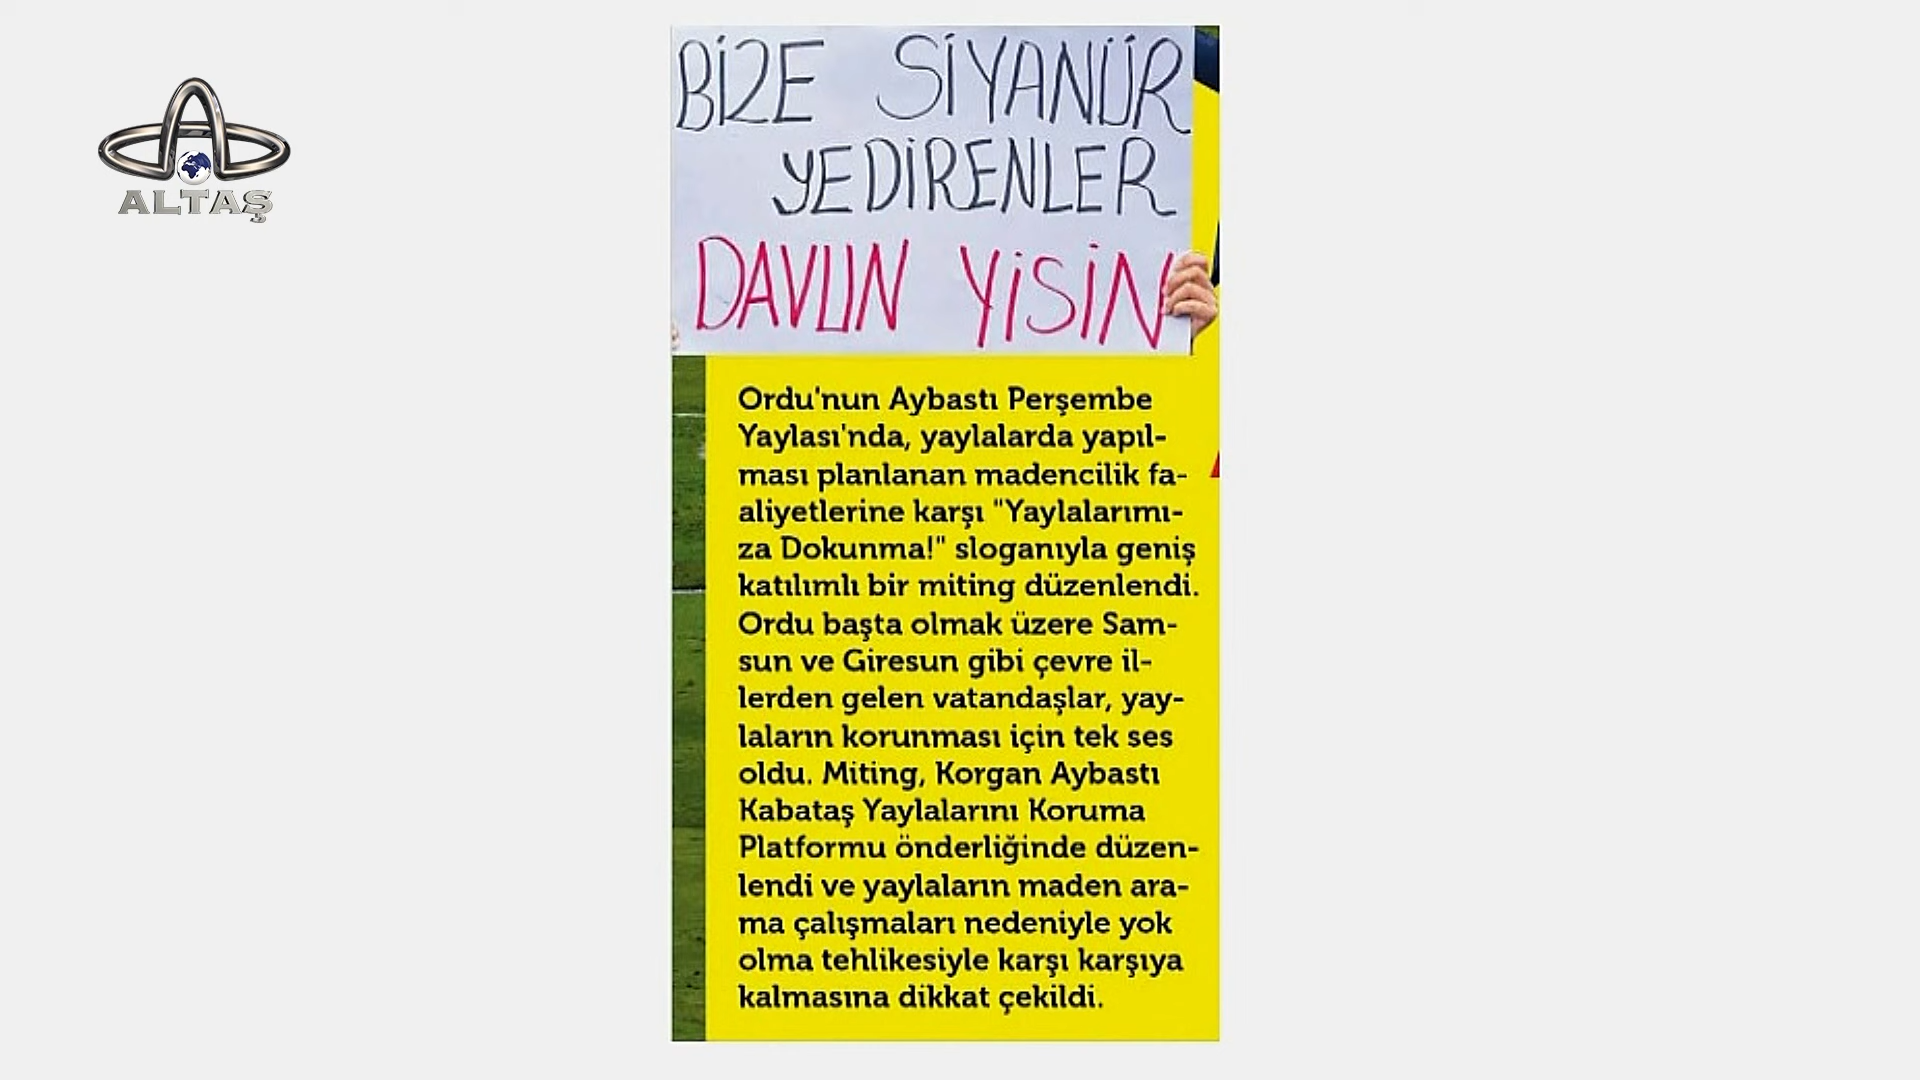 ALTAŞ
BİZE SİYANÜR
YEDİRENLER
DAVUN YİSİN
Ordu'nun Aybastı Perşembe
Yaylası'nda, yaylalarda yapıl-
ması planlanan madencilik fa-
aliyetlerine karşı "Yaylalarımı-
za Dokunma!" sloganıyla geniş
katılımlı bir miting düzenlendi.
Ordu başta olmak üzere Sam-
sun ve Giresun gibi çevre il-
lerden gelen vatandaşlar, yay-
laların korunması için tek ses
oldu. Miting, Korgan Aybastı
Kabataş Yaylalarını Koruma
Platformu önderliğinde düzen-
lendi ve yaylaların maden ara-
ma çalışmaları nedeniyle yok
olma tehlikesiyle karşı karşıya
kalmasına dikkat çekildi.